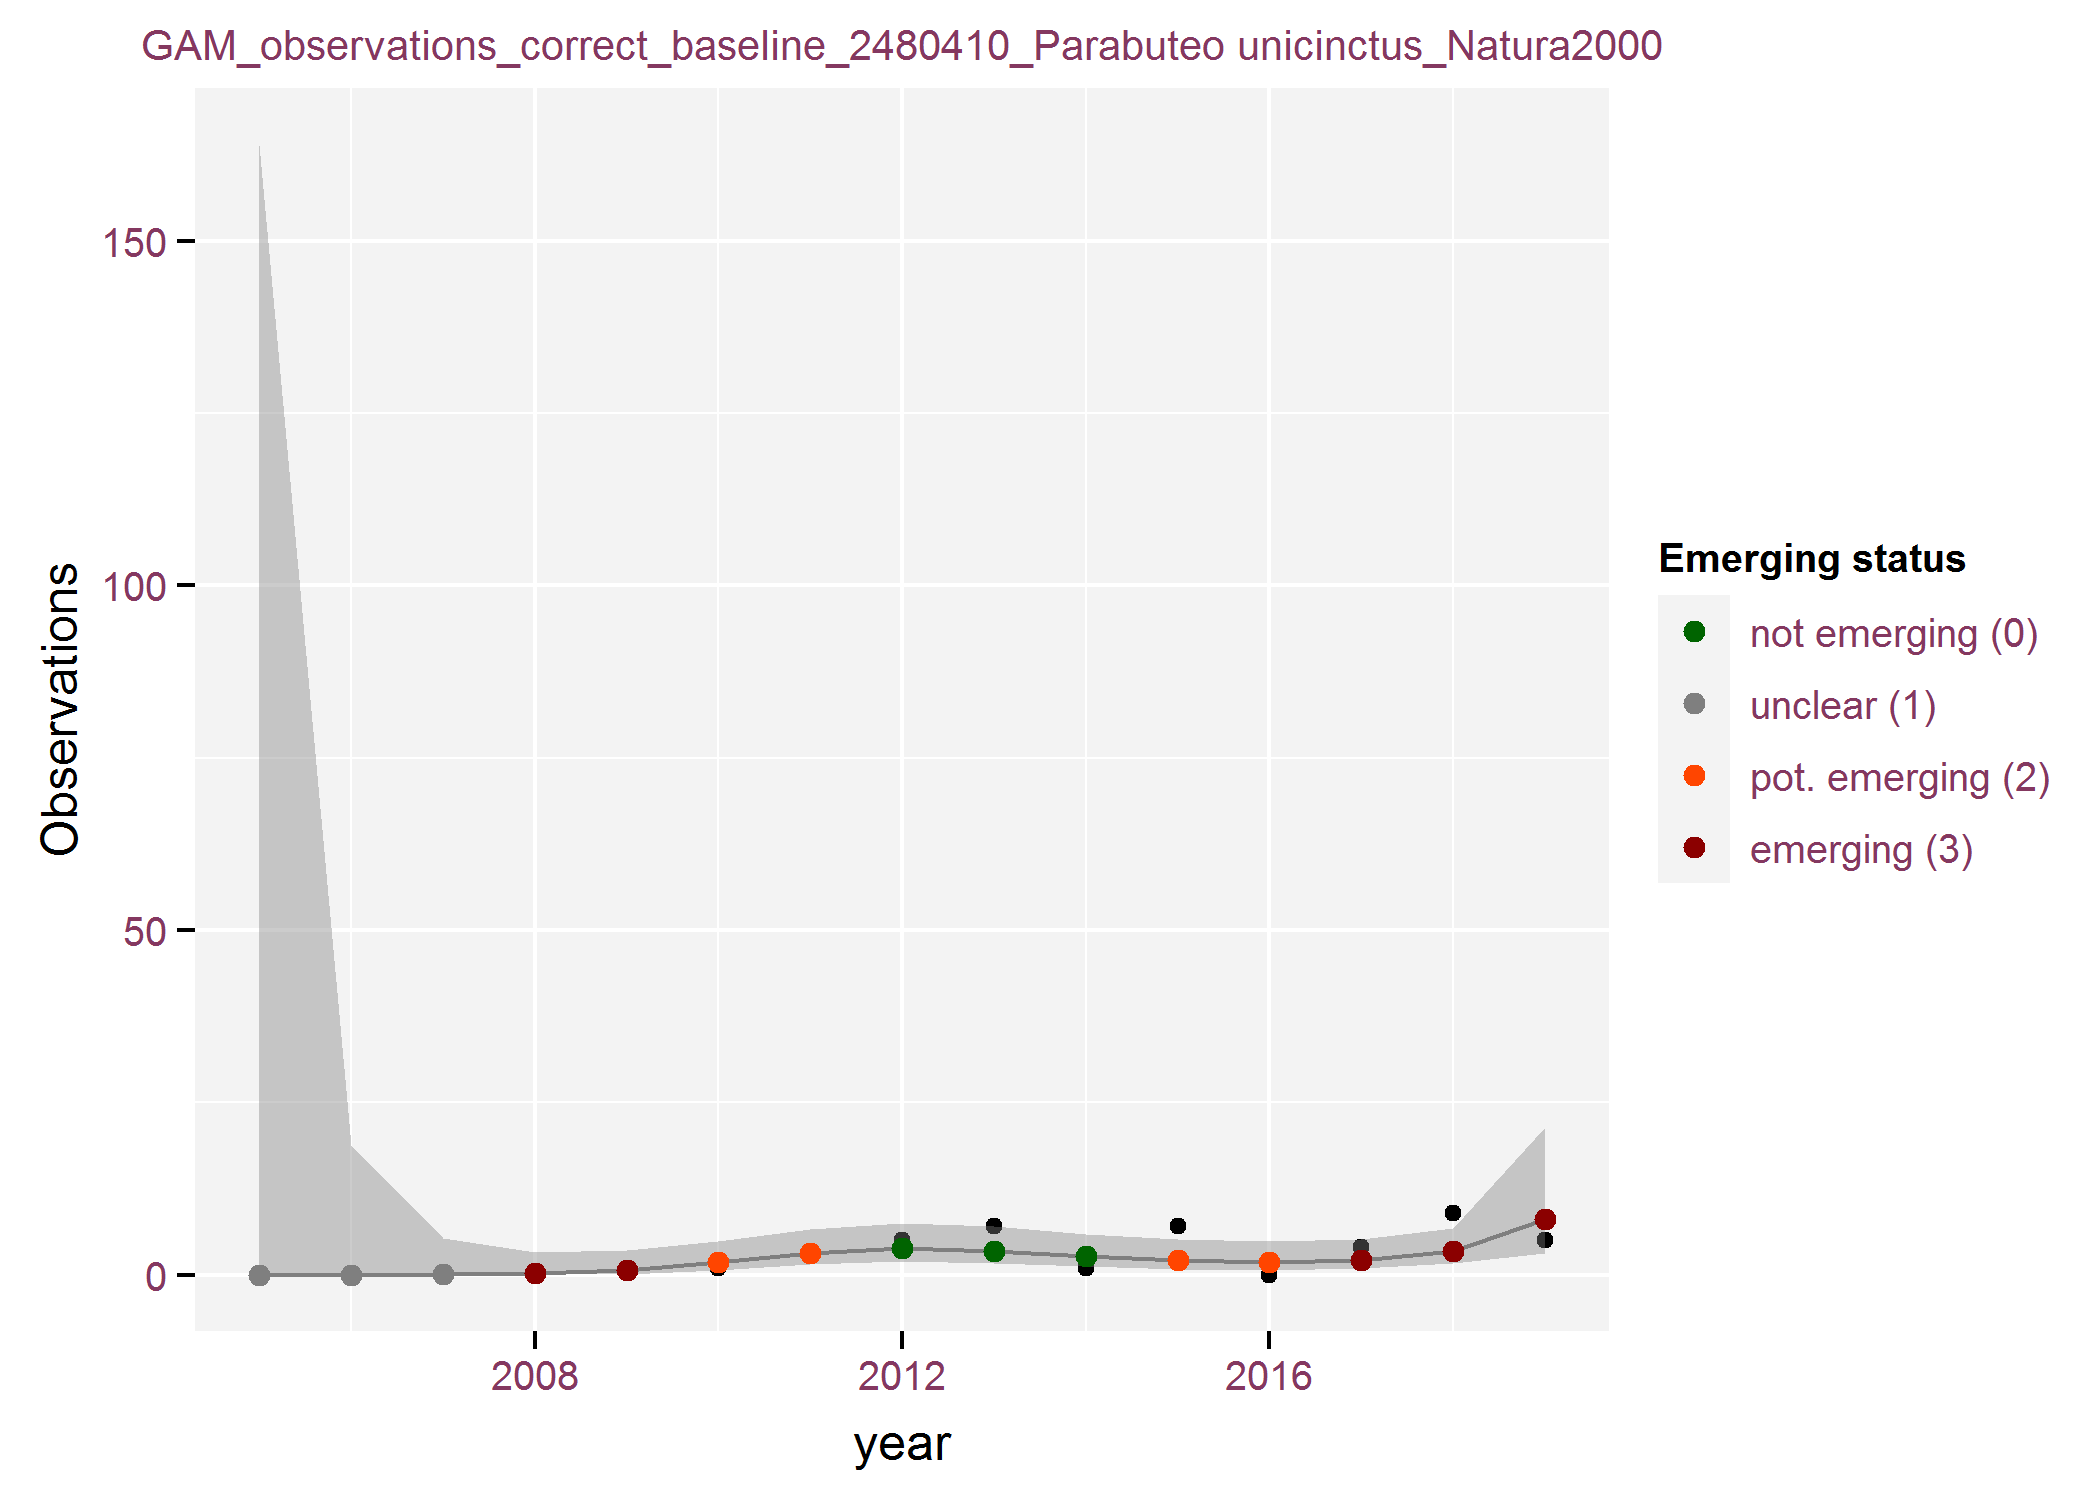 GAM_observations_correct_baseline_2480410_Parabuteo unicinctus_Natura2000
150
100
50
0
Observations
2008
2012
2016
year
Emerging status
not emerging (0)
unclear (1)
pot. emerging (2)
emerging (3)